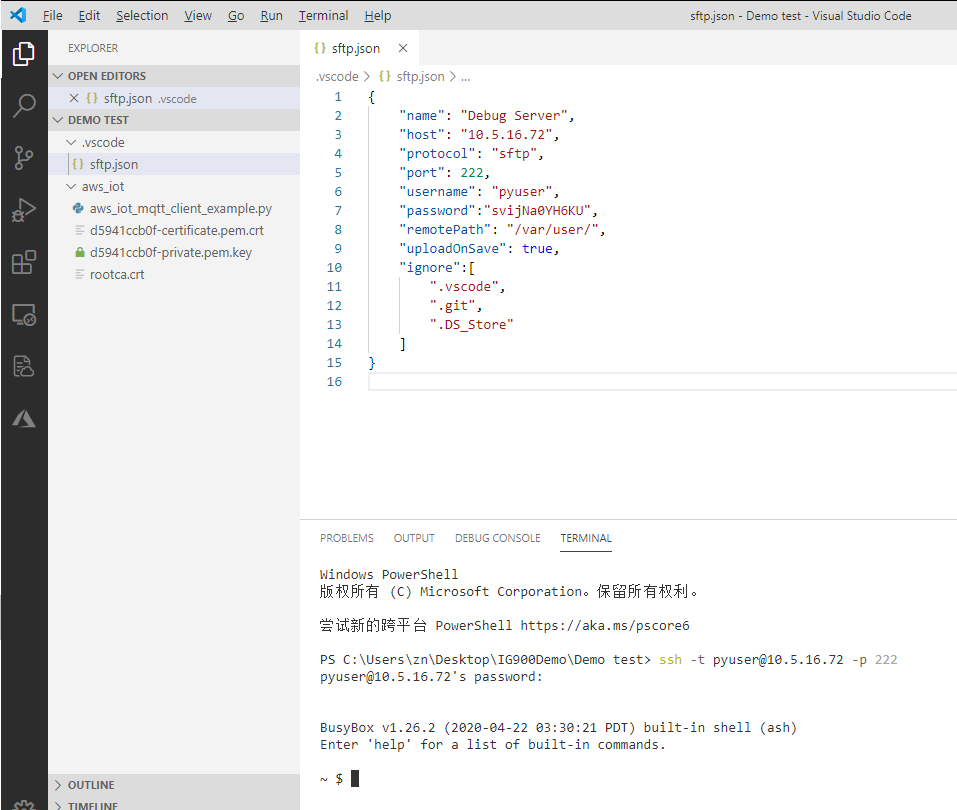 File Edit Selection View Go Run Terminal Help sftp.json - Demo test - Visual Studio Code
EXPLORER
OPEN EDITORS
sftp.json .vscode
DEMO TEST
.vscode
{} sftp.json
aws_iot
aws_iot_mqtt_client_example.py
d5941ccb0f-certificate.pem.crt
d5941ccb0f-private.pem.key
rootca.crt
OUTLINE
TIMELINE
{} sftp.json
.vscode > {} sftp.json > ...
1 {
2 "name": "Debug Server",
3 "host": "10.5.16.72",
4 "protocol": "sftp",
5 "port": 222,
6 "username": "pyuser",
7 "password":"svijNa0YH6KU",
8 "remotePath": "/var/user/",
9 "uploadOnSave": true,
10 "ignore":[
11 ".vscode",
12 ".git",
13 ".DS_Store"
14 ]
15 }
16
PROBLEMS OUTPUT DEBUG CONSOLE TERMINAL
Windows PowerShell
版权所有 (C) Microsoft Corporation。保留所有权利。
尝试新的跨平台 PowerShell https://aka.ms/pscore6
PS C:\Users\zn\Desktop\IG900Demo\Demo test> ssh -t pyuser@10.5.16.72 -p 222
pyuser@10.5.16.72's password:
BusyBox v1.26.2 (2020-04-22 03:30:21 PDT) built-in shell (ash)
Enter 'help' for a list of built-in commands.
~ $